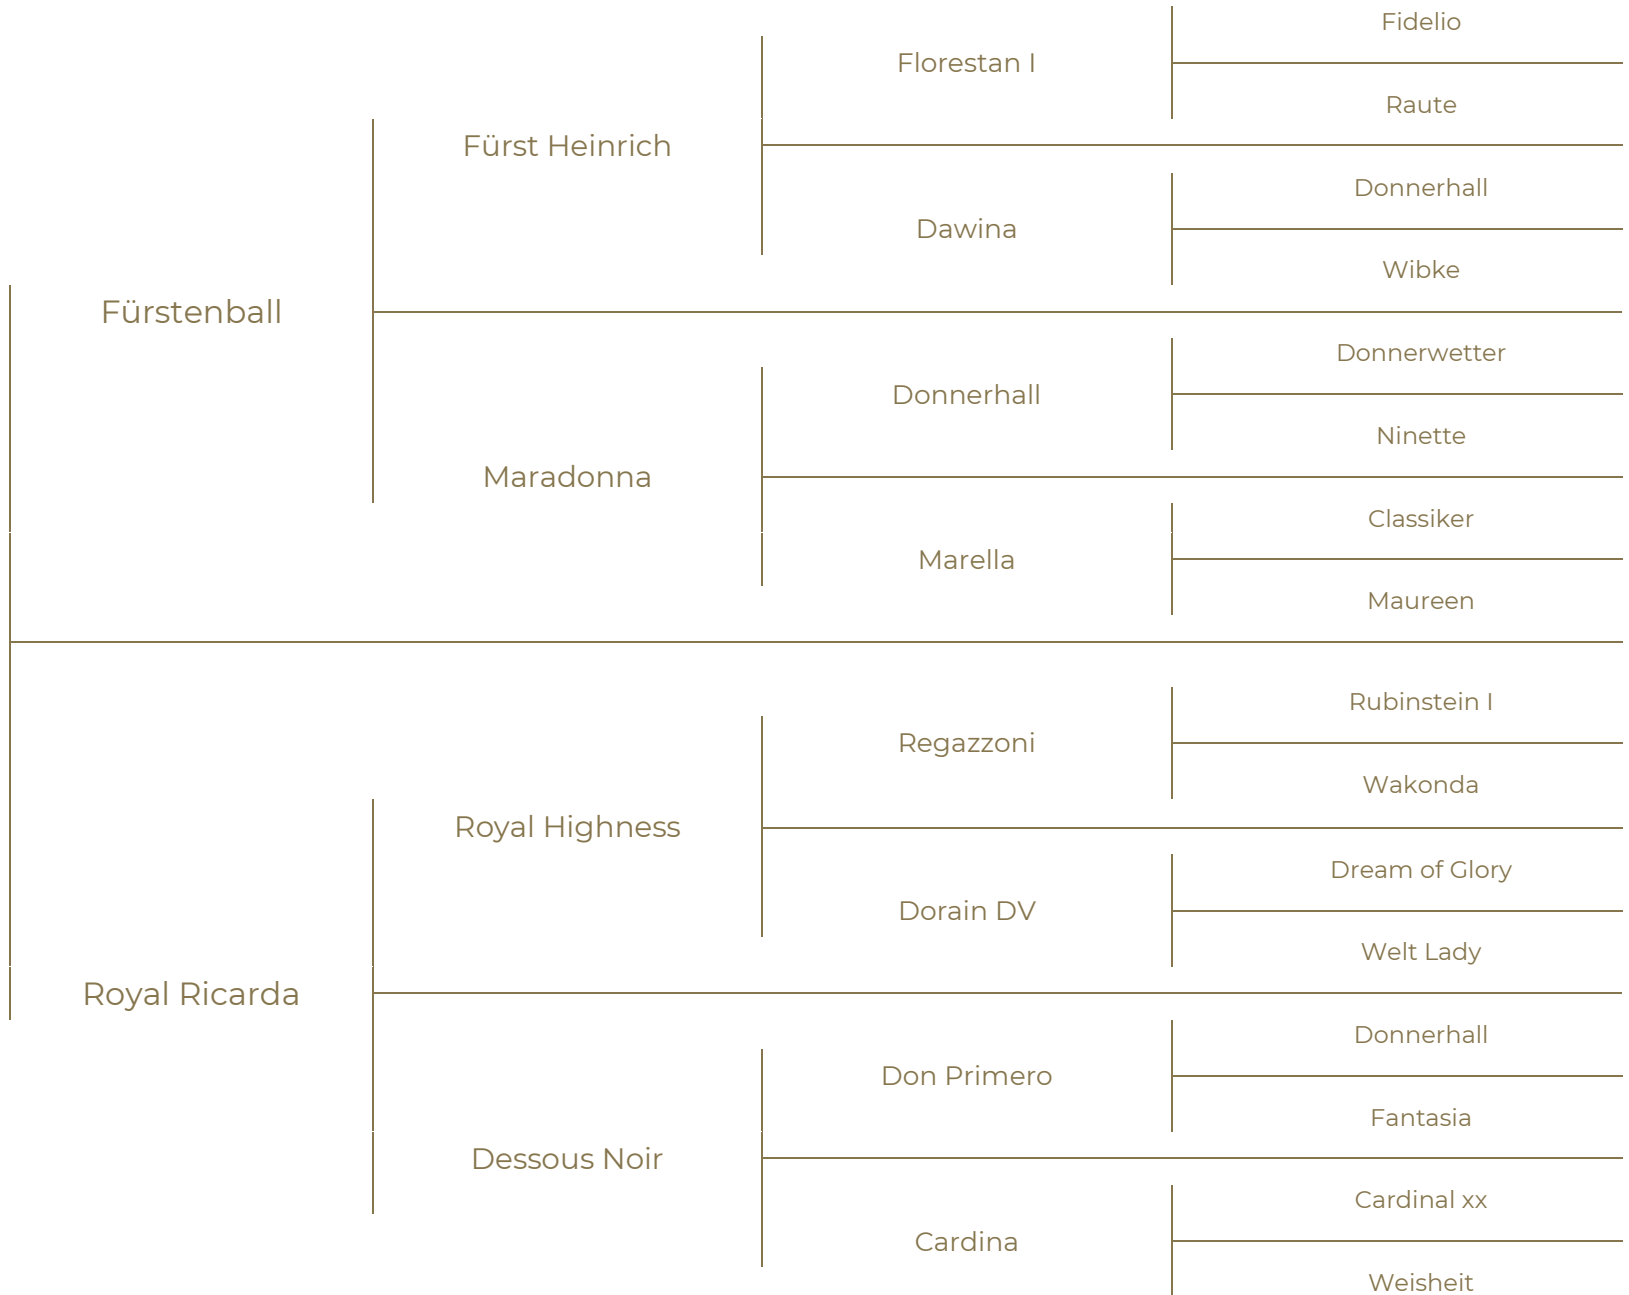 Fidelio
Florestan I
Raute
Fürst Heinrich
Donnerhall
Dawina
Wibke
Fürstenball
Donnerwetter
Donnerhall
Ninette
Maradonna
Classiker
Marella
Maureen
Rubinstein I
Regazzoni
Wakonda
Royal Highness
Dream of Glory
Dorain DV
Welt Lady
Royal Ricarda
Donnerhall
Don Primero
Fantasia
Dessous Noir
Cardinal xx
Cardina
Weisheit